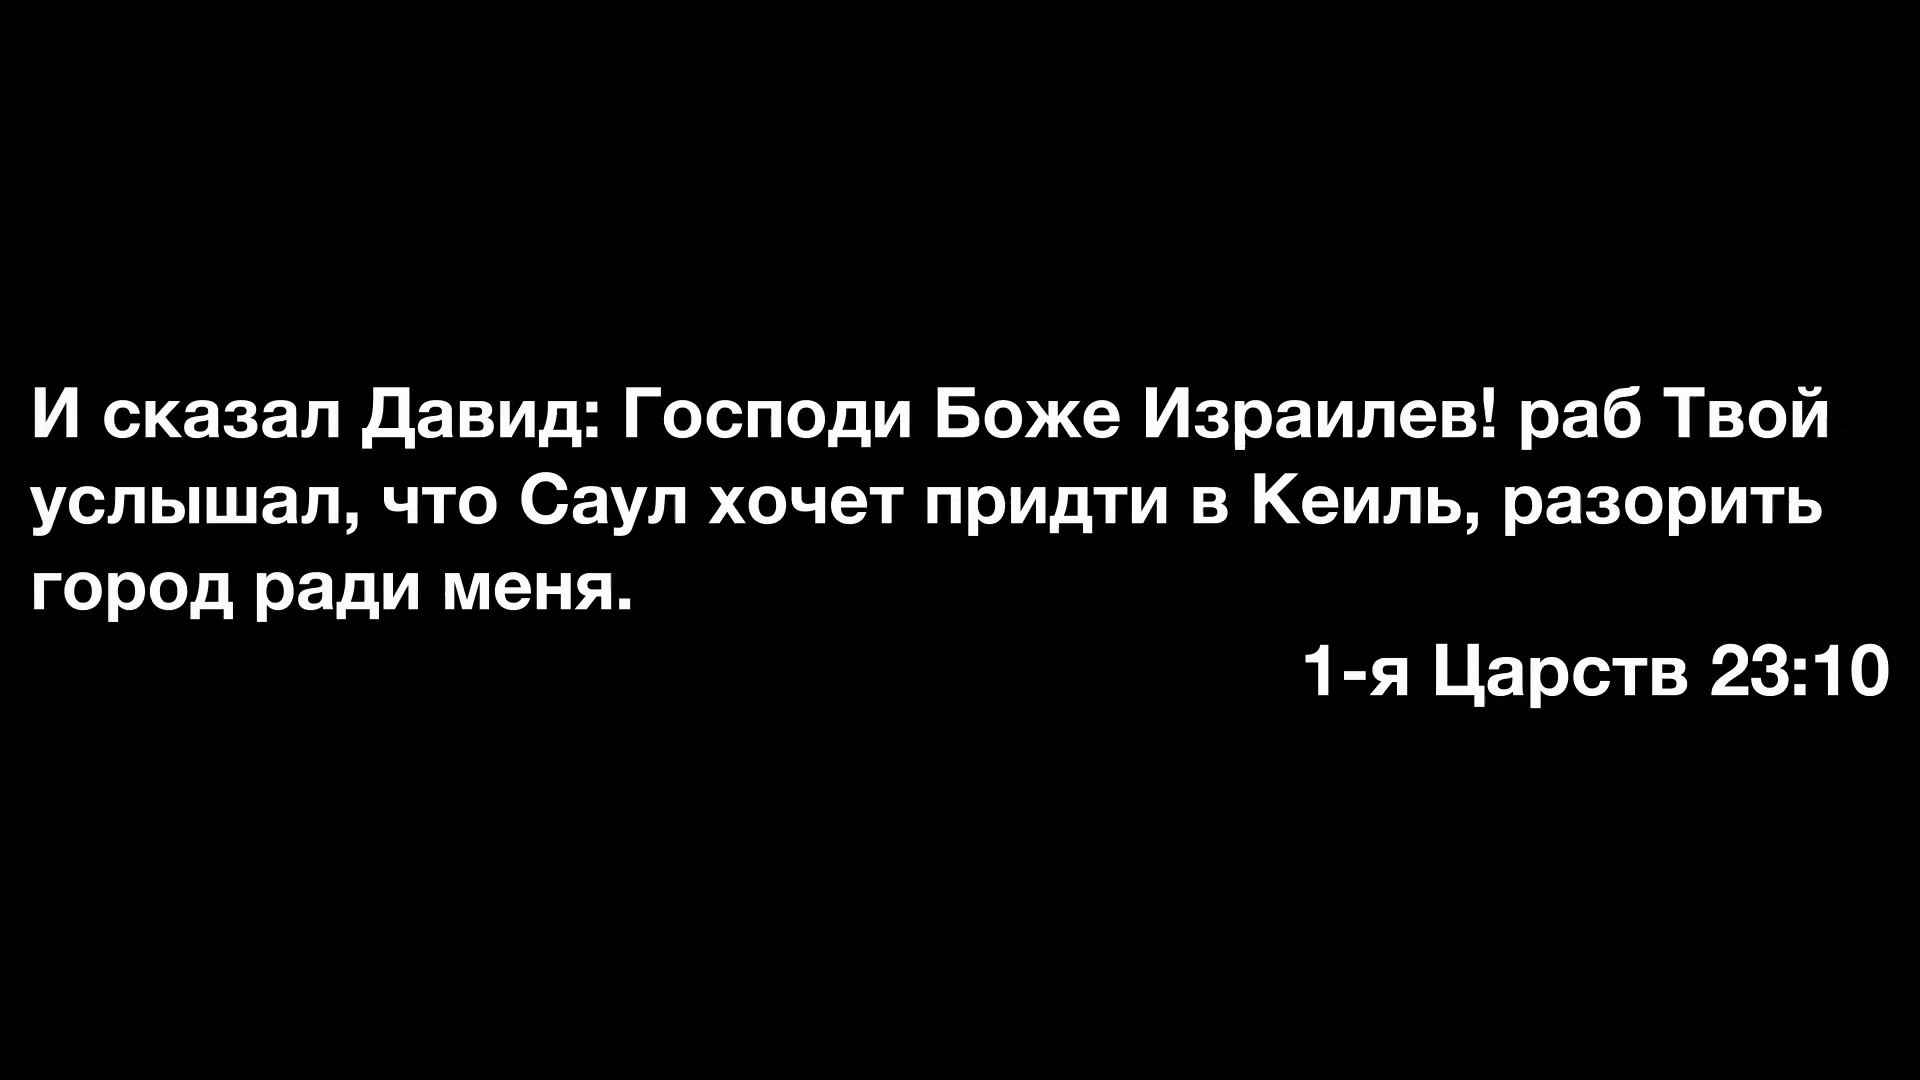 И сказал Давид: Господи Боже Израилев! раб Твой
услышал, что Саул хочет придти в Кеиль, разорить
город ради меня.
1-я Царств 23:10